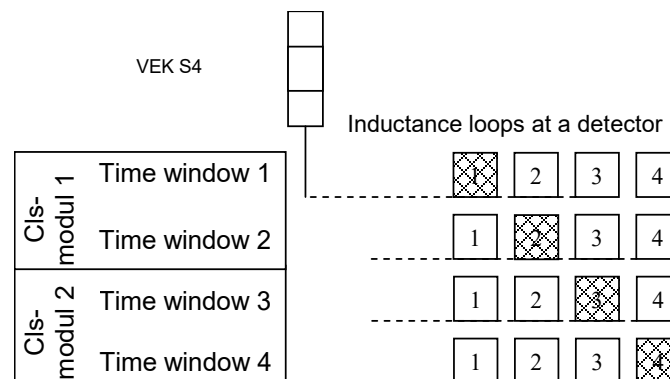 VEK S4
Inductance loops at a detector
Cls-
modul 1
Time window 1
1 2 3 4
Time window 2
1 2 3 4
Cls-
modul 2
Time window 3
1 2 3 4
Time window 4
1 2 3 4